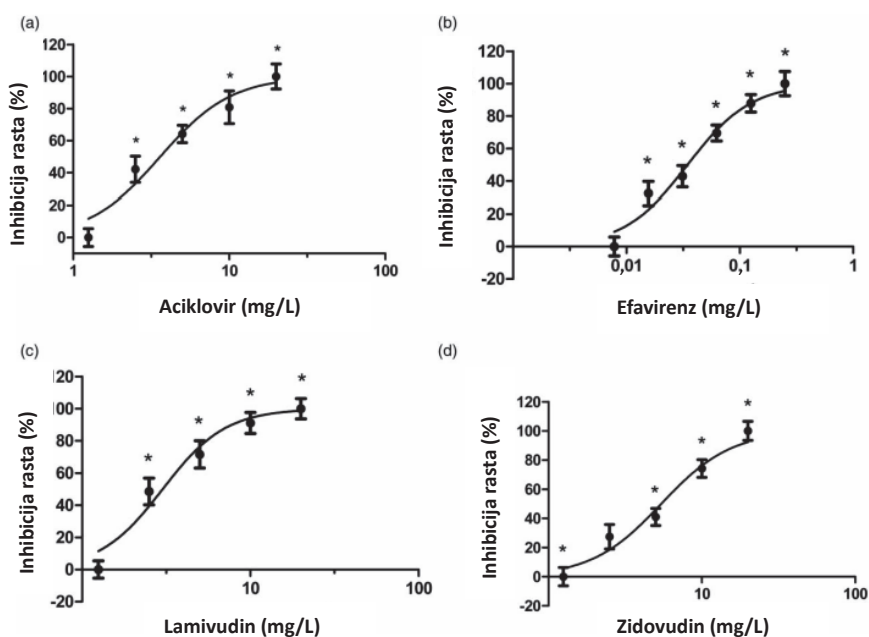 (a)
120
100
80
60
40
20
0
Inhibicija rasta (%)
* * * *
1 10 100
Aciklovir (mg/L)
(b)
120
100
80
60
40
20
0
-20
Inhibicija rasta (%)
* * * * *
0,01 0,1 1
Efavirenz (mg/L)
(c)
20
100
80
60
40
20
0
-20
Inhibicija rasta (%)
* * * *
10 100
Lamivudin (mg/L)
(d)
120
100
80
60
40
20
0
-20
Inhibicija rasta (%)
* * * *
10 100
Zidovudin (mg/L)